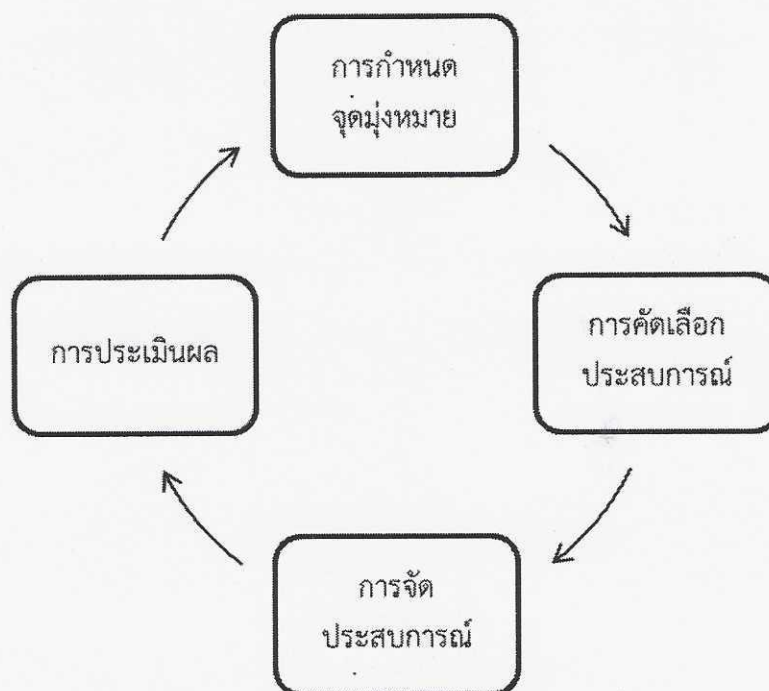 การกำหนด
จุดมุ่งหมาย
การประเมินผล
การคัดเลือก
ประสบการณ์
การจัด
ประสบการณ์